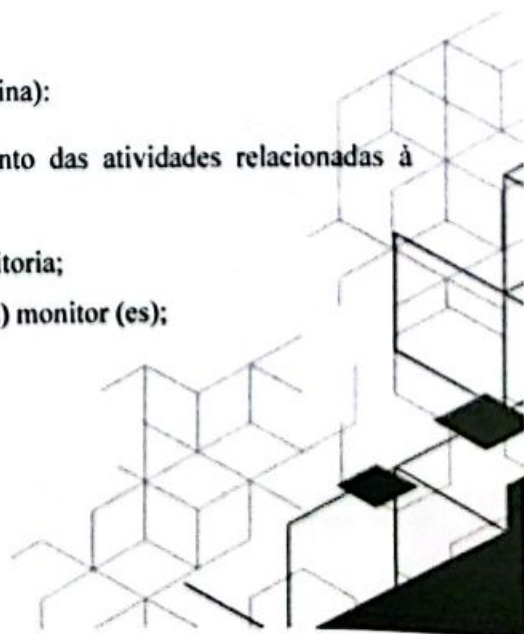 ina):
nto das atividades relacionadas à
itoria;
) monitor (es);